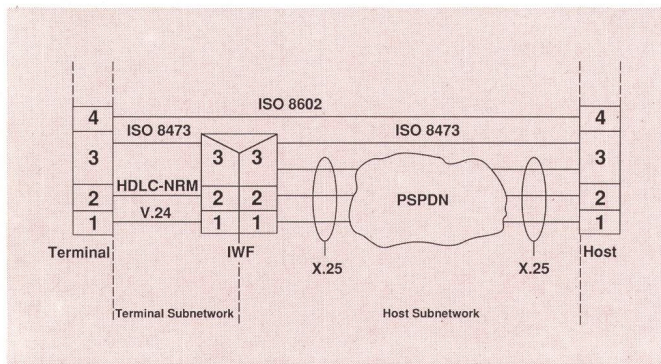 ISO 8602
4
4
ISO 8473
ISO 8473
3
3
3
3
HDLC-NRM
2
2
2
PSPDN
2
V.24
1
1
1
1
Terminal
IWF
Host
X.25
X.25
Terminal Subnetwork
Host Subnetwork